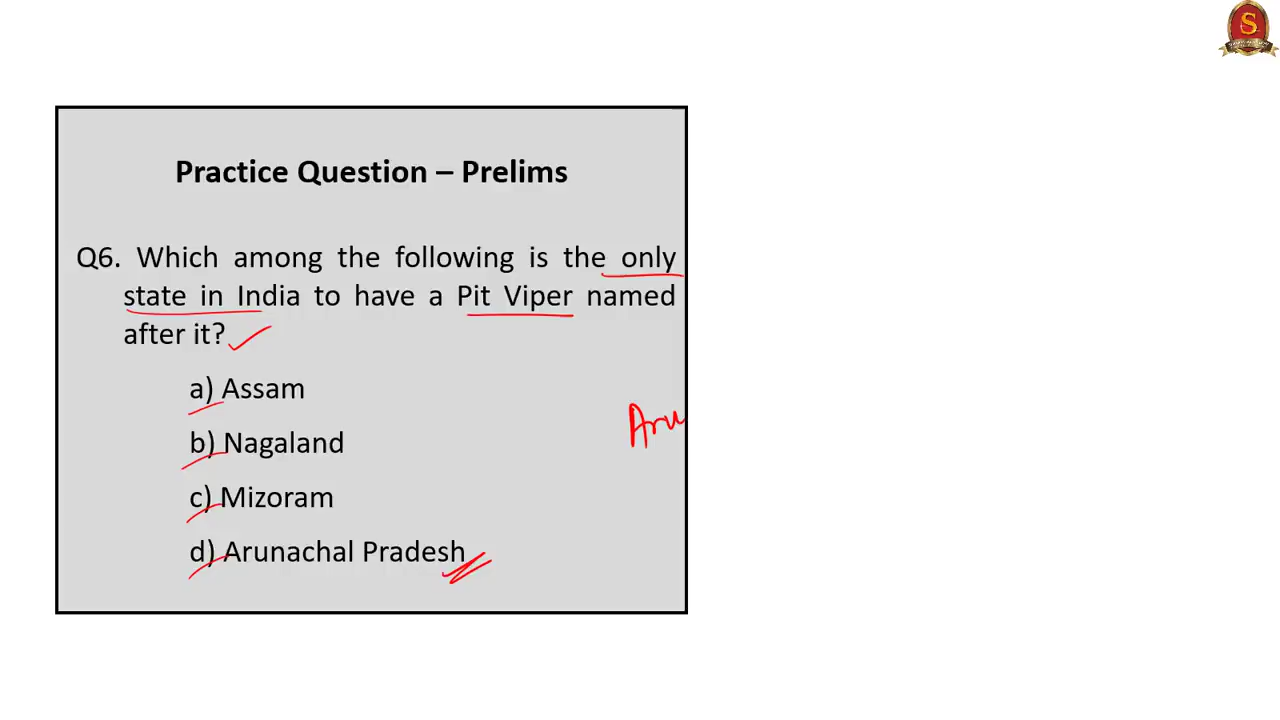 Practice Question – Prelims
Q6. Which among the following is the only
state in India to have a Pit Viper named
after it?
a) Assam
b) Nagaland
Aru
c) Mizoram
d) Arunachal Pradesh
S